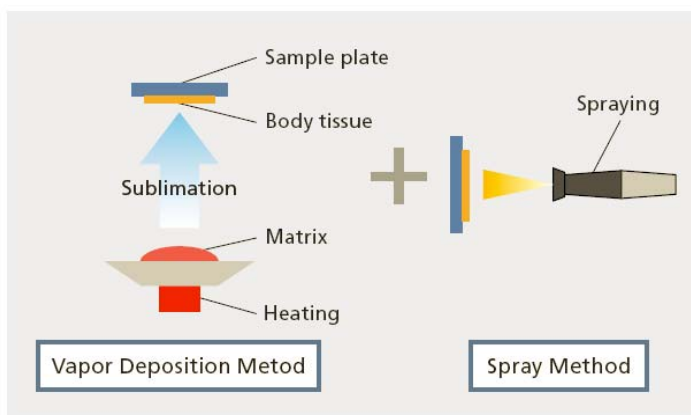 Sample plate
Body tissue
Spraying
Sublimation
Matrix
Heating
Vapor Deposition Metod
Spray Method